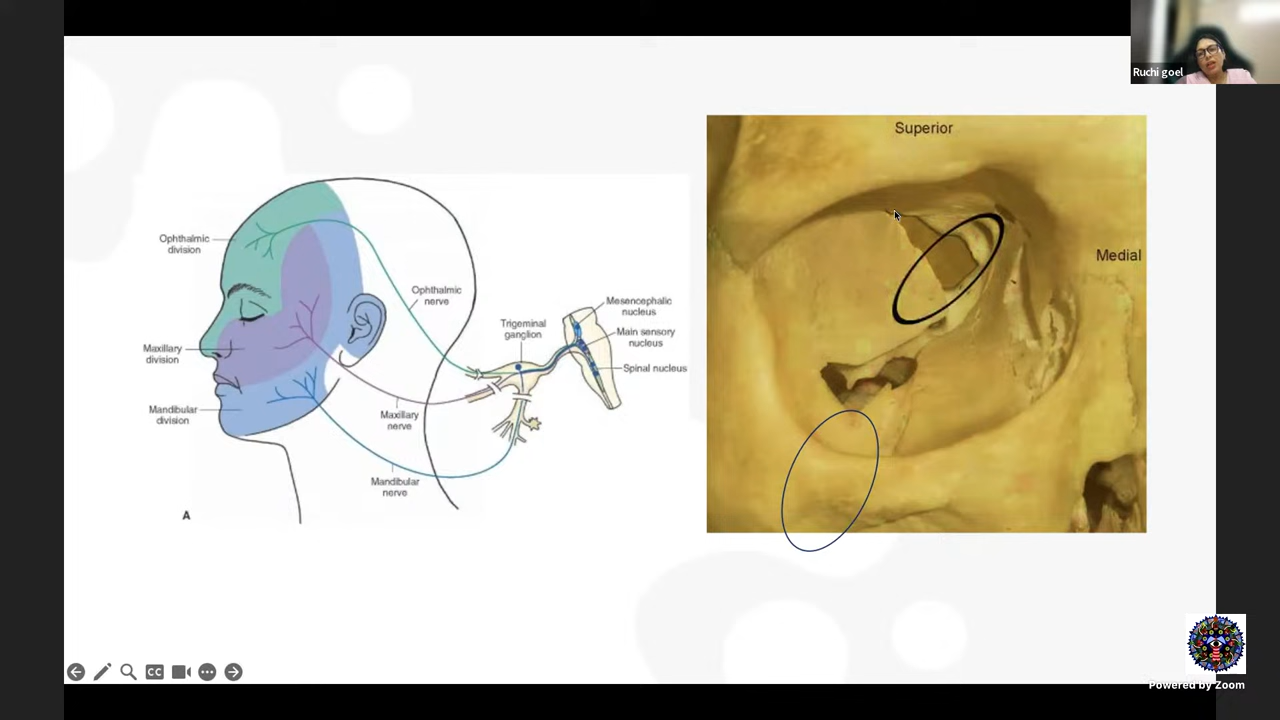 Ruchi goel
Superior
Medial
Ophthalmic
division
Ophthalmic
nerve
Mesencephalic
nucleus
Trigeminal
ganglion
Main sensory
nucleus
Maxillary
division
Spinal nucleus
Mandibular
division
Maxillary
nerve
Mandibular
nerve
A
CC
Powered by Zoom